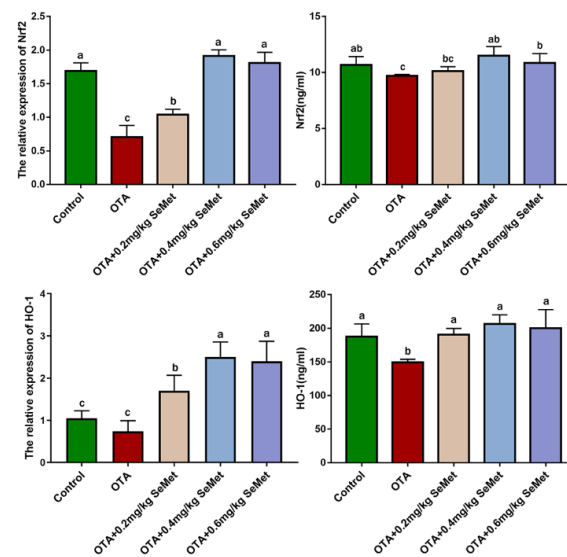 The relative expression of Nrf2
2.5
2.0
1.5
1.0
0.5
0.0
a
c
b
a
a
Control
OTA
OTA+0.2mg/kg SeMet
OTA+0.4mg/kg SeMet
OTA+0.6mg/kg SeMet
Nrf2(ng/ml)
15
10
5
0
ab
c
bc
ab
b
Control
OTA
OTA+0.2mg/kg SeMet
OTA+0.4mg/kg SeMet
OTA+0.6mg/kg SeMet
The relative expression of HO-1
4
3
2
1
0
c
c
b
a
a
Control
OTA
OTA+0.2mg/kg SeMet
OTA+0.4mg/kg SeMet
OTA+0.6mg/kg SeMet
HO-1(ng/ml)
250
200
150
100
50
0
a
b
a
a
a
Control
OTA
OTA+0.2mg/kg SeMet
OTA+0.4mg/kg SeMet
OTA+0.6mg/kg SeMet